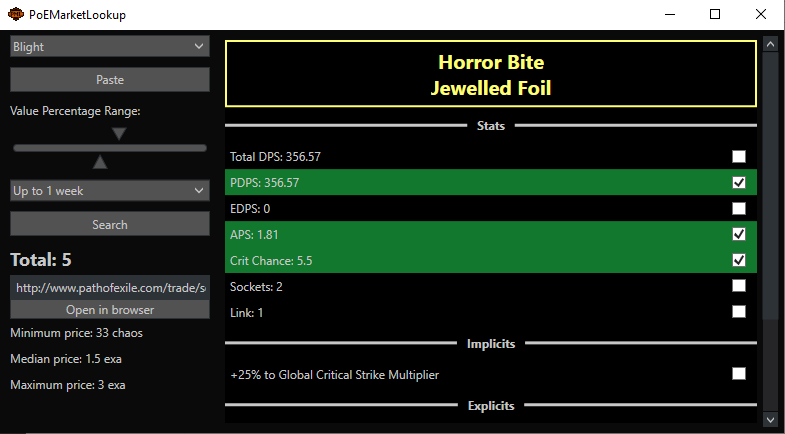 PoEMarketLookup
Blight
Paste
Value Percentage Range:
Up to 1 week
Search
Total: 5
http://www.pathofexile.com/trade/s
Open in browser
Minimum price: 33 chaos
Median price: 1.5 exa
Maximum price: 3 exa
Horror Bite
Jewelled Foil
Stats
Total DPS: 356.57
PDPS: 356.57
EDPS: 0
APS: 1.81
Crit Chance: 5.5
Sockets: 2
Link: 1
Implicits
+25% to Global Critical Strike Multiplier
Explicits